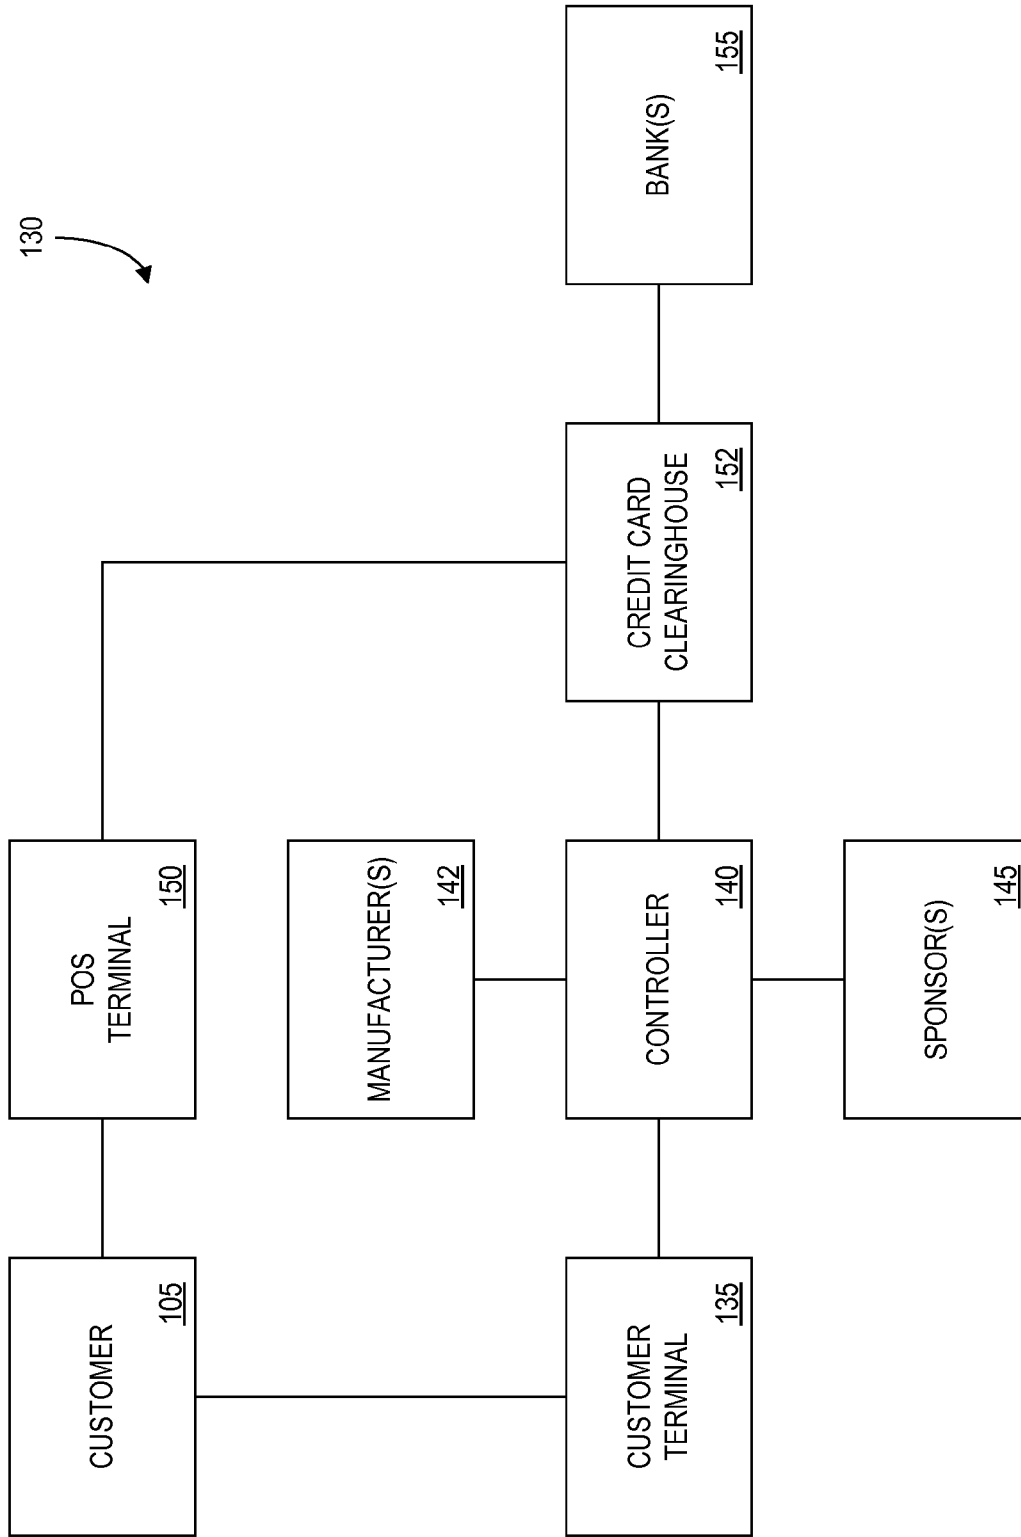 130
CUSTOMER
105
POS
TERMINAL
150
MANUFACTURER(S)
142
CUSTOMER
TERMINAL
135
CONTROLLER
140
CREDIT CARD
CLEARINGHOUSE
152
BANK(S)
155
SPONSOR(S)
145